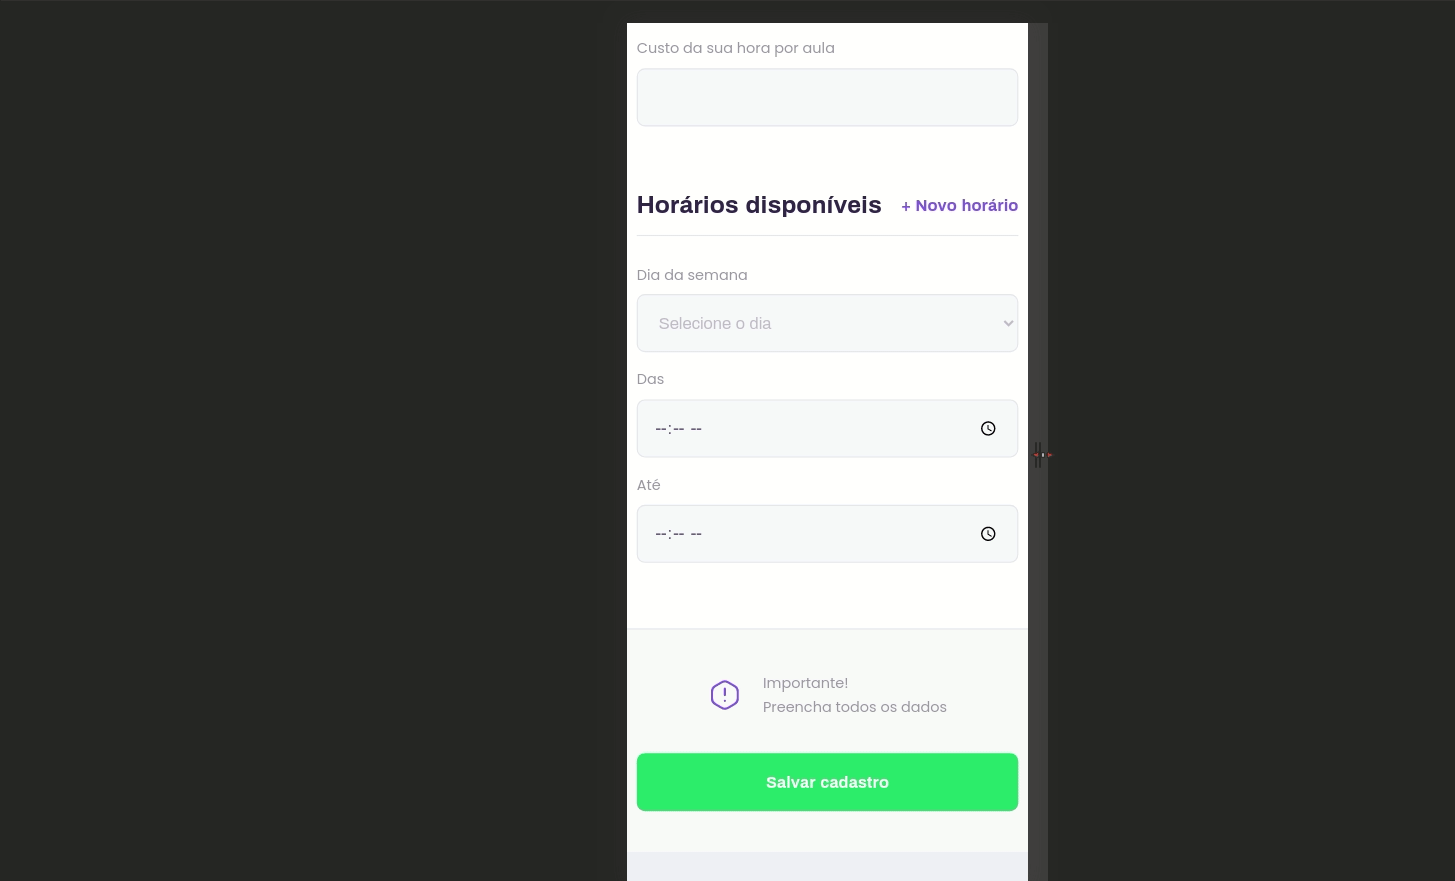 Custo da sua hora por aula
Horários disponíveis
+ Novo horário
Dia da semana
Selecione o dia
Das
--:-- --
Até
--:-- --
Importante!
Preencha todos os dados
Salvar cadastro